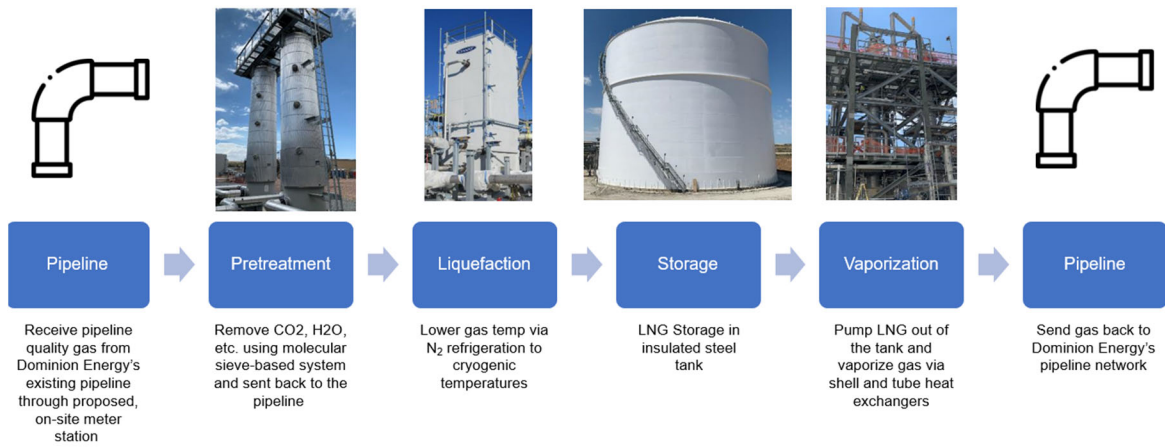 Pipeline
Pretreatment
Liquefaction
Storage
Vaporization
Pipeline
Receive pipeline
quality gas from
Dominion Energy's
existing pipeline
through proposed,
on-site meter
station
Remove CO2, H2O,
etc. using molecular
sieve-based system
and sent back to the
pipeline
Lower gas temp via
N₂ refrigeration to
cryogenic
temperatures
LNG Storage in
insulated steel
tank
Pump LNG out of
the tank and
vaporize gas via
shell and tube heat
exchangers
Send gas back to
Dominion Energy's
pipeline network